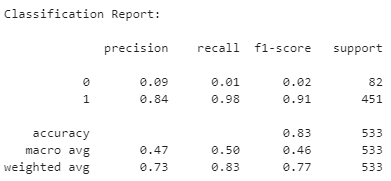 Classification Report:
precision recall f1-score support
0 0.09 0.01 0.02 82
1 0.84 0.98 0.91 451
accuracy 0.83 533
macro avg 0.47 0.50 0.46 533
weighted avg 0.73 0.83 0.77 533